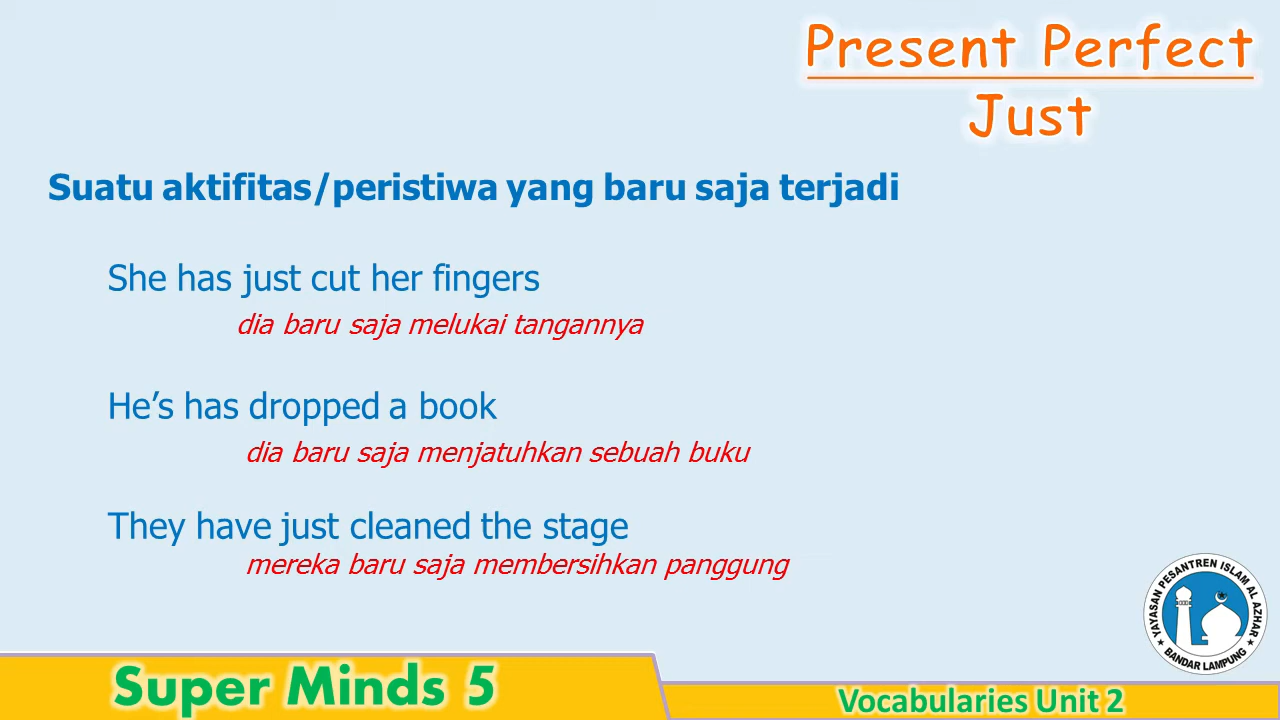 Present Perfect
Just
Suatu aktifitas/peristiwa yang baru saja terjadi
She has just cut her fingers
dia baru saja melukai tangannya
He’s has dropped a book
dia baru saja menjatuhkan sebuah buku
They have just cleaned the stage
mereka baru saja membersihkan panggung
YAYASAN PESANTREN ISLAM AL AZHAR
BANDAR LAMPUNG
Super Minds 5
Vocabularies Unit 2